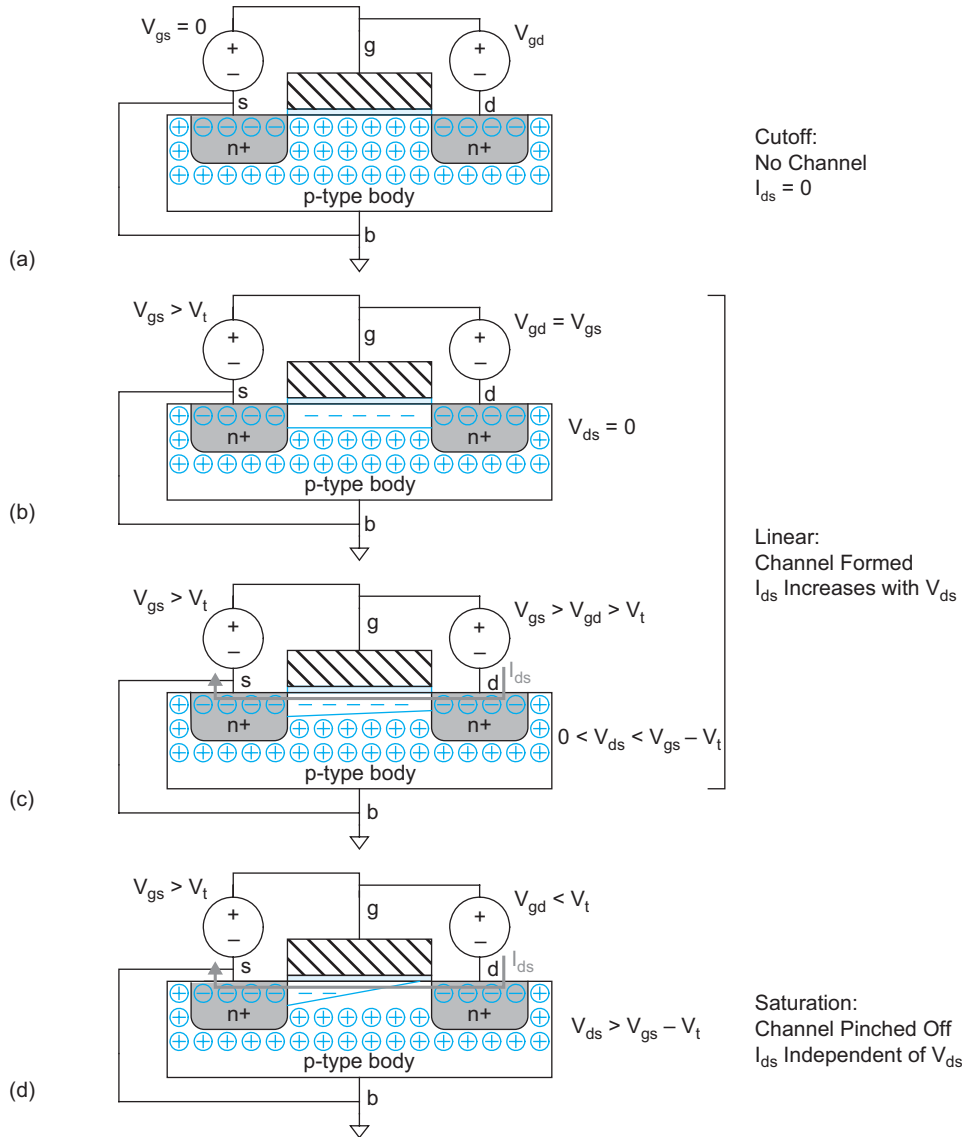 V_gs = 0
V_gd
g
+
–
+
–
s
d
n+
n+
p-type body
b
Cutoff:
No Channel
I_ds = 0
(a)
V_gs > V_t
V_gd = V_gs
g
+
–
+
–
s
d
n+
n+
V_ds = 0
p-type body
b
(b)
Linear:
Channel Formed
I_ds Increases with V_ds
V_gs > V_t
V_gs > V_gd > V_t
g
+
–
+
–
s
d
I_ds
n+
n+
0 < V_ds < V_gs – V_t
p-type body
b
(c)
V_gs > V_t
V_gd < V_t
g
+
–
+
–
s
d
I_ds
n+
n+
V_ds > V_gs – V_t
p-type body
b
Saturation:
Channel Pinched Off
I_ds Independent of V_ds
(d)